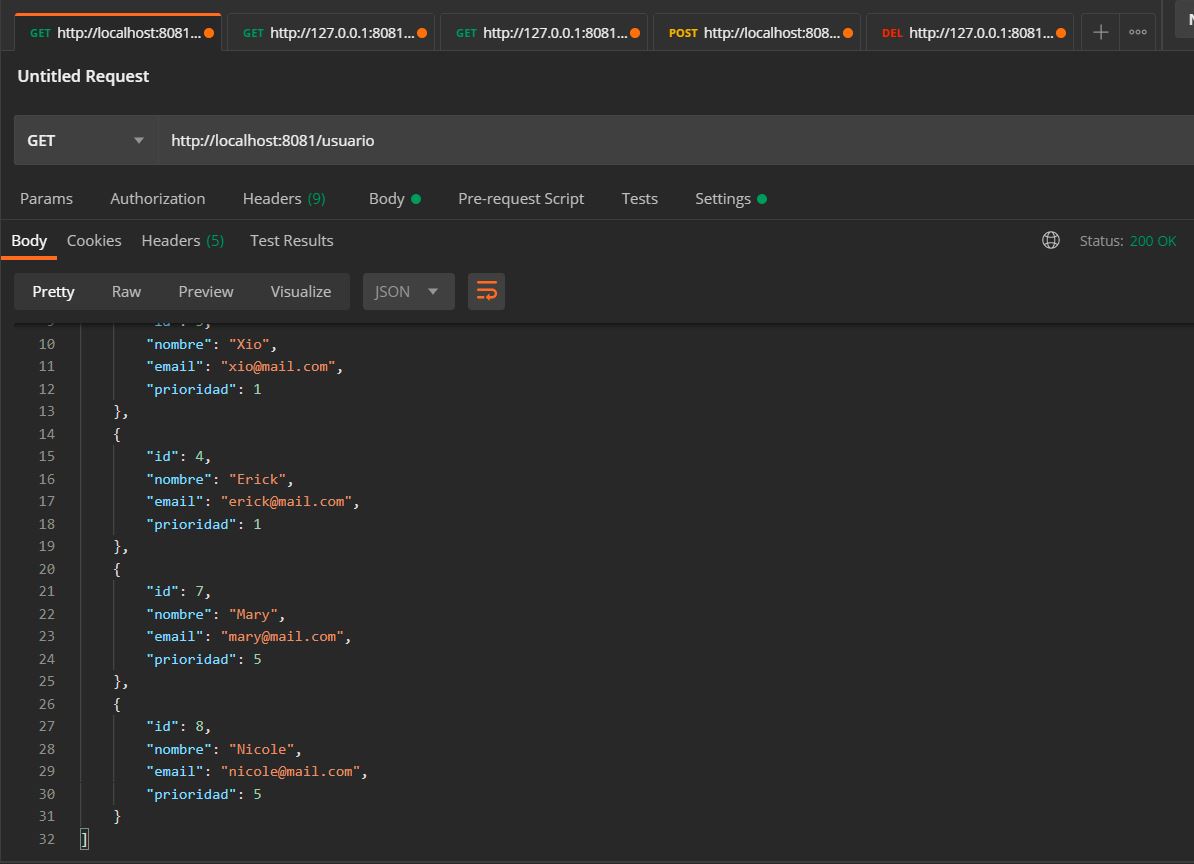 GET http://localhost:8081... GET http://127.0.0.1:8081... GET http://127.0.0.1:8081... POST http://localhost:808... DEL http://127.0.0.1:8081...
Untitled Request
GET http://localhost:8081/usuario
Params Authorization Headers (9) Body Pre-request Script Tests Settings
Body Cookies Headers (5) Test Results Status: 200 OK
Pretty Raw Preview Visualize JSON
10 "nombre": "Xio",
11 "email": "xio@mail.com",
12 "prioridad": 1
13 },
14 {
15 "id": 4,
16 "nombre": "Erick",
17 "email": "erick@mail.com",
18 "prioridad": 1
19 },
20 {
21 "id": 7,
22 "nombre": "Mary",
23 "email": "mary@mail.com",
24 "prioridad": 5
25 },
26 {
27 "id": 8,
28 "nombre": "Nicole",
29 "email": "nicole@mail.com",
30 "prioridad": 5
31 }
32 ]